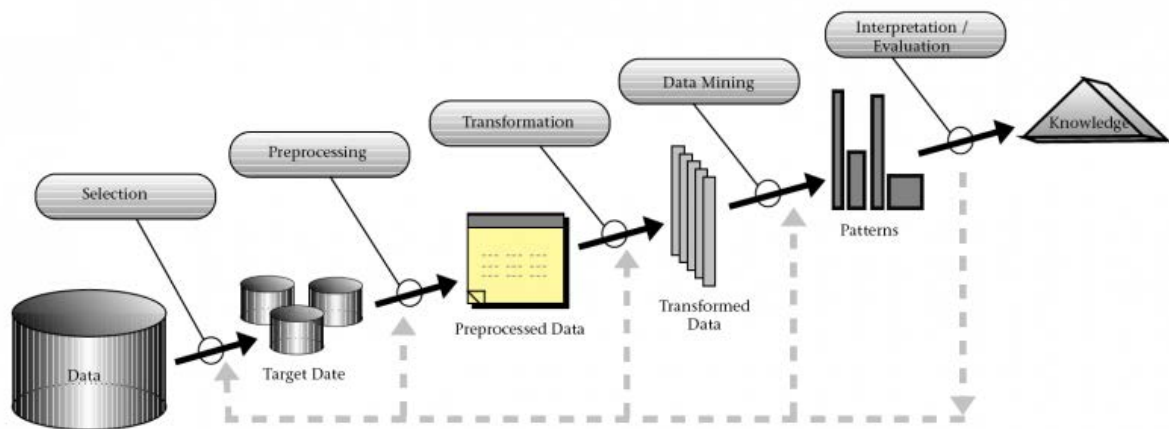 Interpretation /
Evaluation
Data Mining
Transformation
Preprocessing
Selection
Data
Target Date
Preprocessed Data
Transformed
Data
Patterns
Knowledge